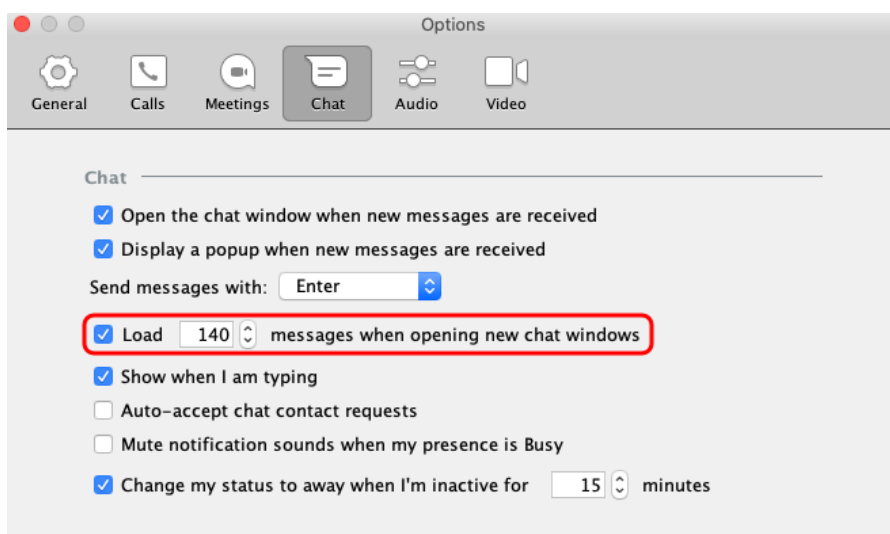 Options
General Calls Meetings Chat Audio Video
Chat
Open the chat window when new messages are received
Display a popup when new messages are received
Send messages with: Enter
Load 140 messages when opening new chat windows
Show when I am typing
Auto-accept chat contact requests
Mute notification sounds when my presence is Busy
Change my status to away when I'm inactive for 15 minutes